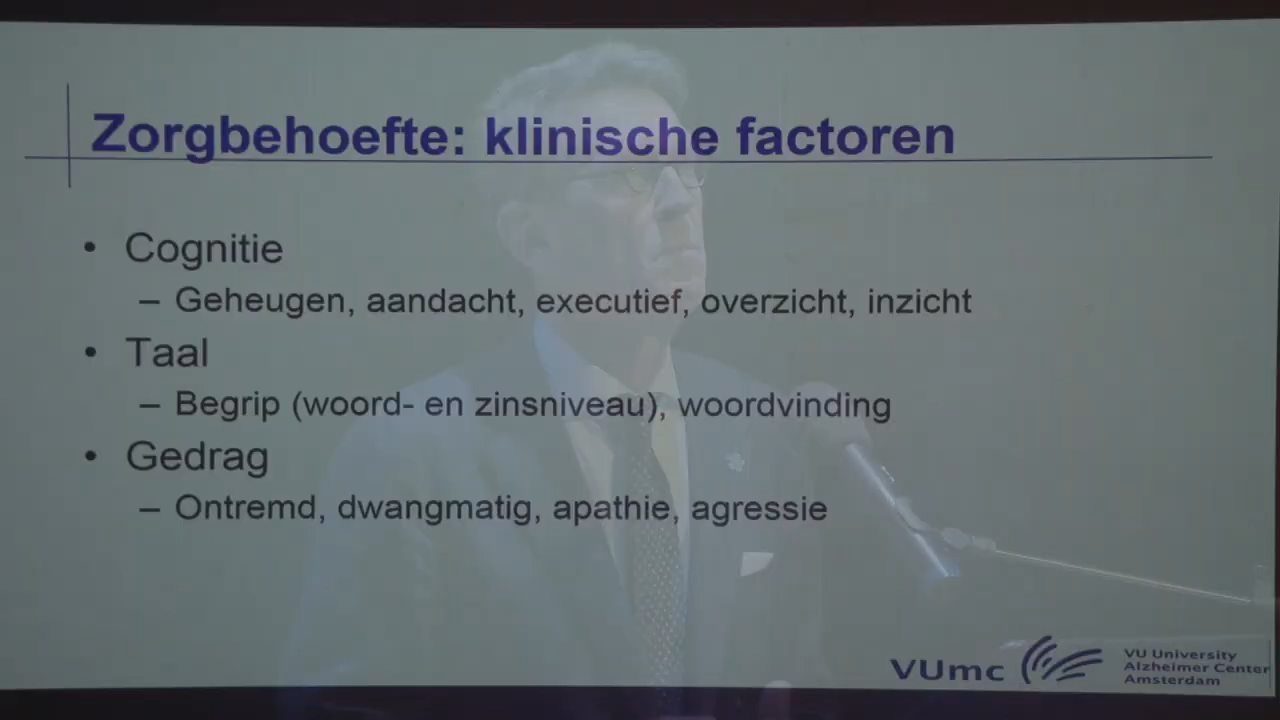 Zorgbehoefte: klinische factoren
• Cognitie
– Geheugen, aandacht, executief, overzicht, inzicht
• Taal
– Begrip (woord- en zinsniveau), woordvinding
• Gedrag
– Ontremd, dwangmatig, apathie, agressie
VUmc
VU University
Alzheimer Center
Amsterdam